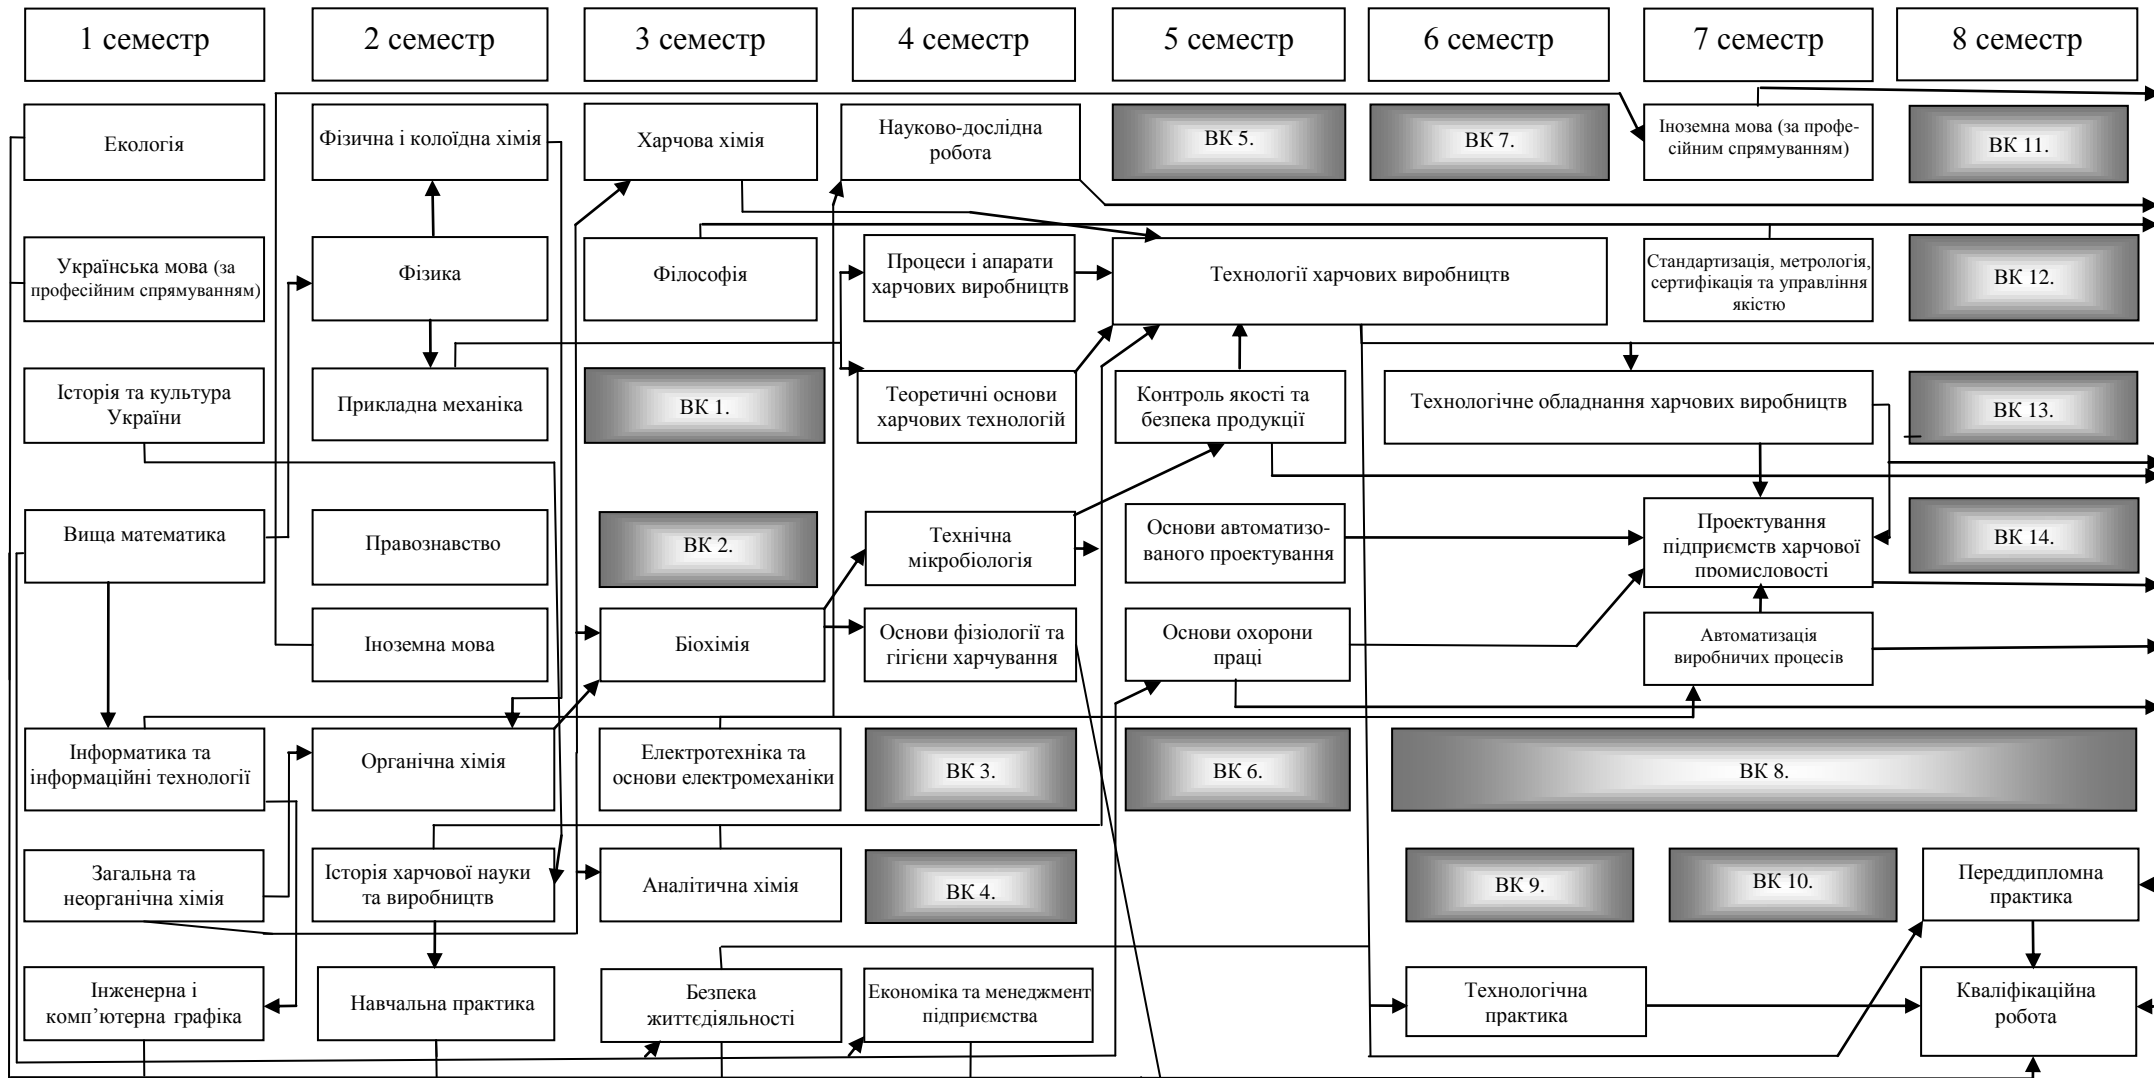 1 семестр
2 семестр
3 семестр
4 семестр
5 семестр
6 семестр
7 семестр
8 семестр
Екологія
Фізична і колоїдна хімія
Харчова хімія
Науково-дослідна
робота
ВК 5.
ВК 7.
Іноземна мова (за профе-
сійним спрямуванням)
ВК 11.
Українська мова (за
професійним спрямуванням)
Фізика
Філософія
Процеси і апарати
харчових виробництв
Технології харчових виробництв
Стандартизація, метрологія,
сертифікація та управління
якістю
ВК 12.
Історія та культура
України
Прикладна механіка
ВК 1.
Теоретичні основи
харчових технологій
Контроль якості та
безпека продукції
Технологічне обладнання харчових виробництв
ВК 13.
Вища математика
Правознавство
ВК 2.
Технічна
мікробіологія
Основи автоматизо-
ваного проектування
Проектування
підприємств харчової
промисловості
ВК 14.
Іноземна мова
Біохімія
Основи фізіології та
гігієни харчування
Основи охорони
праці
Автоматизація
виробничих процесів
Інформатика та
інформаційні технології
Органічна хімія
Електротехніка та
основи електромеханіки
ВК 3.
ВК 6.
ВК 8.
Загальна та
неорганічна хімія
Історія харчової науки
та виробництв
Аналітична хімія
ВК 4.
ВК 9.
ВК 10.
Переддипломна
практика
Інженерна і
комп’ютерна графіка
Навчальна практика
Безпека
життєдіяльності
Економіка та менеджмент
підприємства
Технологічна
практика
Кваліфікаційна
робота